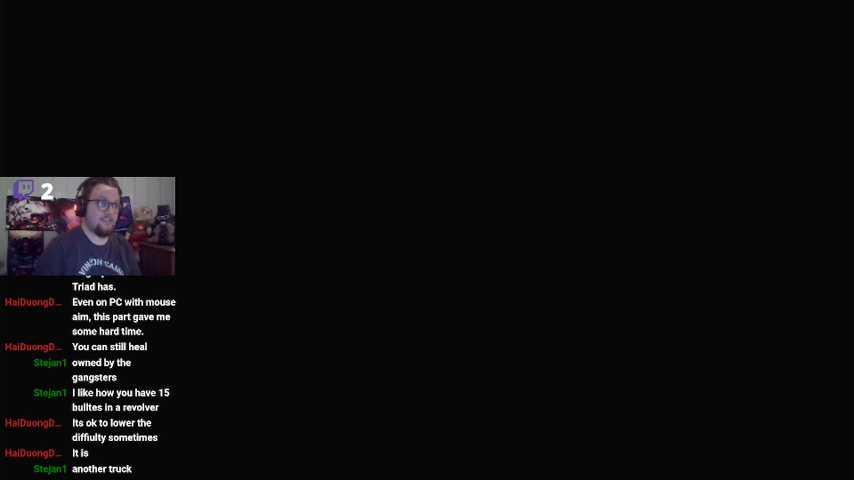 2
Triad has.
HaiDuongD... Even on PC with mouse
aim, this part gave me
some hard time.
HaiDuongD... You can still heal
Stejan1 owned by the
gangsters
Stejan1 I like how you have 15
bulltes in a revolver
HaiDuongD... Its ok to lower the
diffiulty sometimes
HaiDuongD... It is
Stejan1 another truck